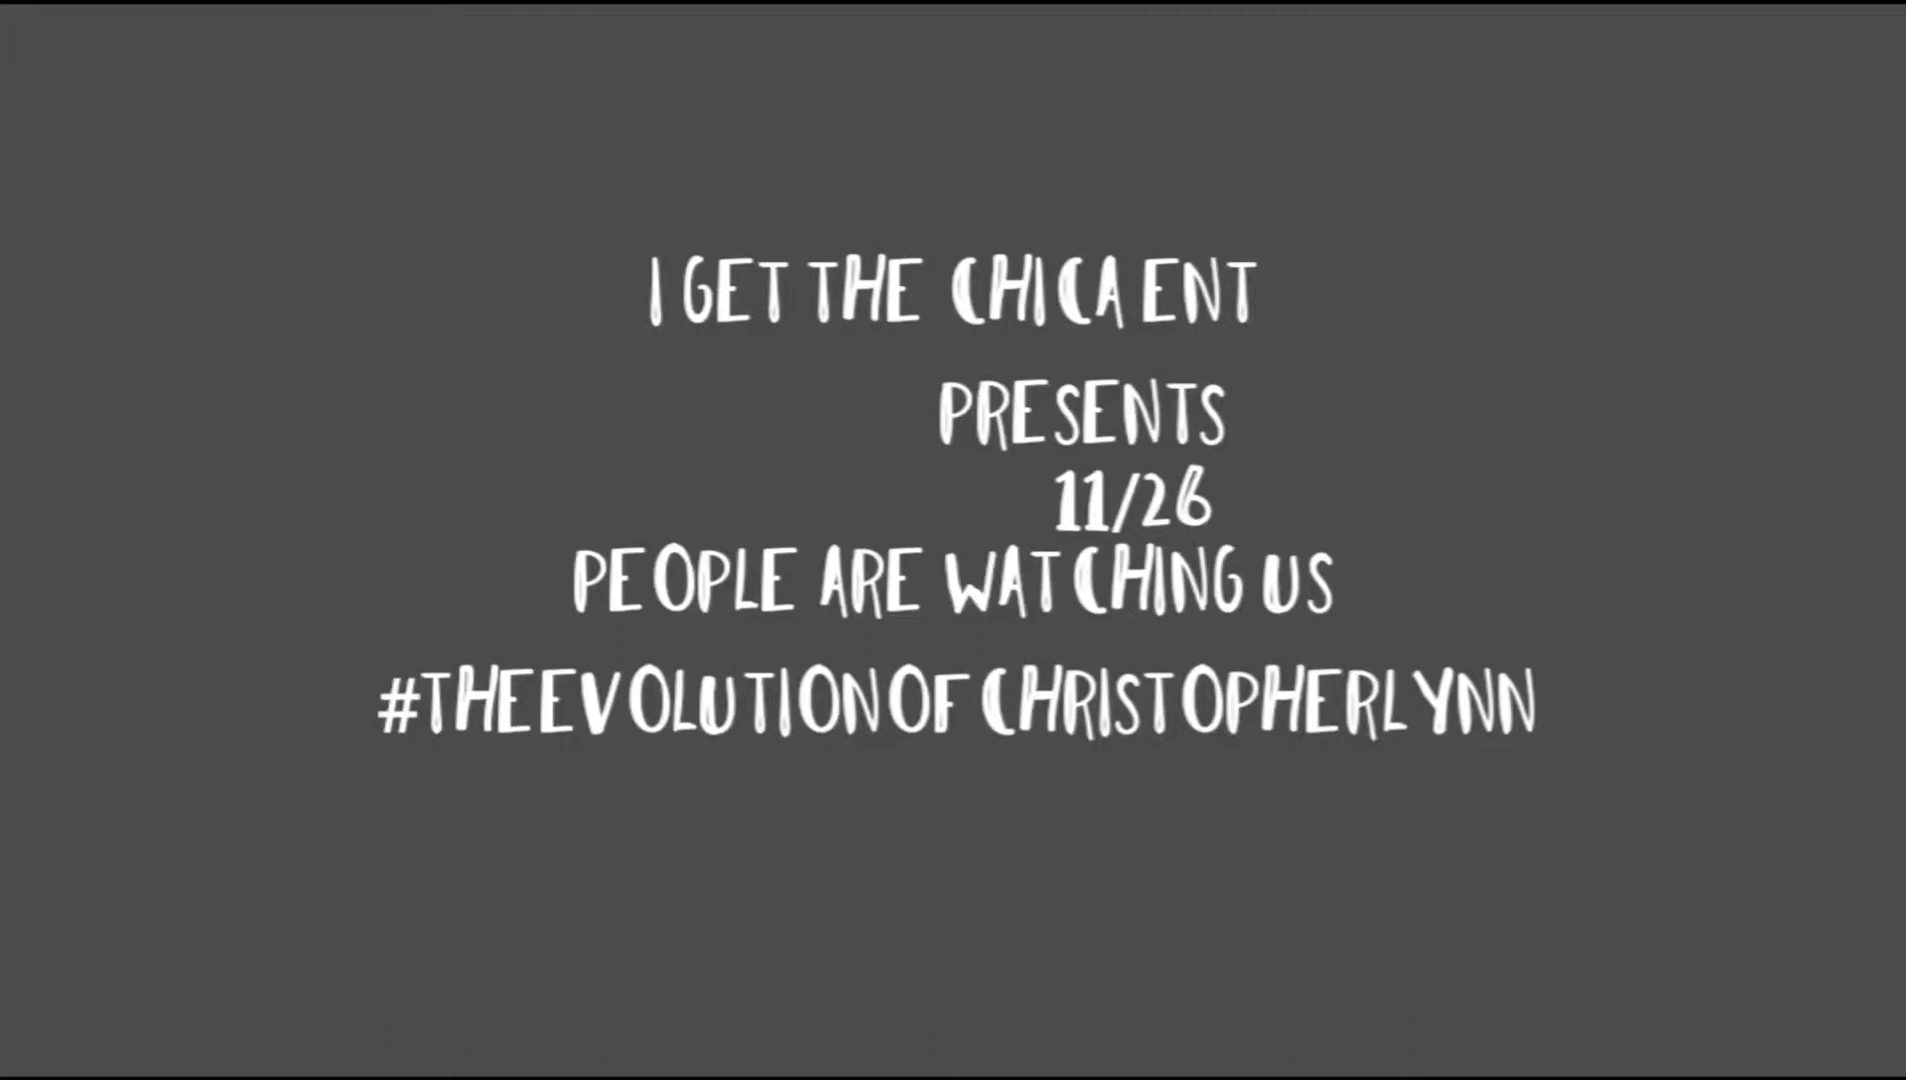 I GET THE CHICA ENT
PRESENTS
11/26
PEOPLE ARE WATCHING US
#THEEVOLUTIONOFCHRISTOPHERLYNN